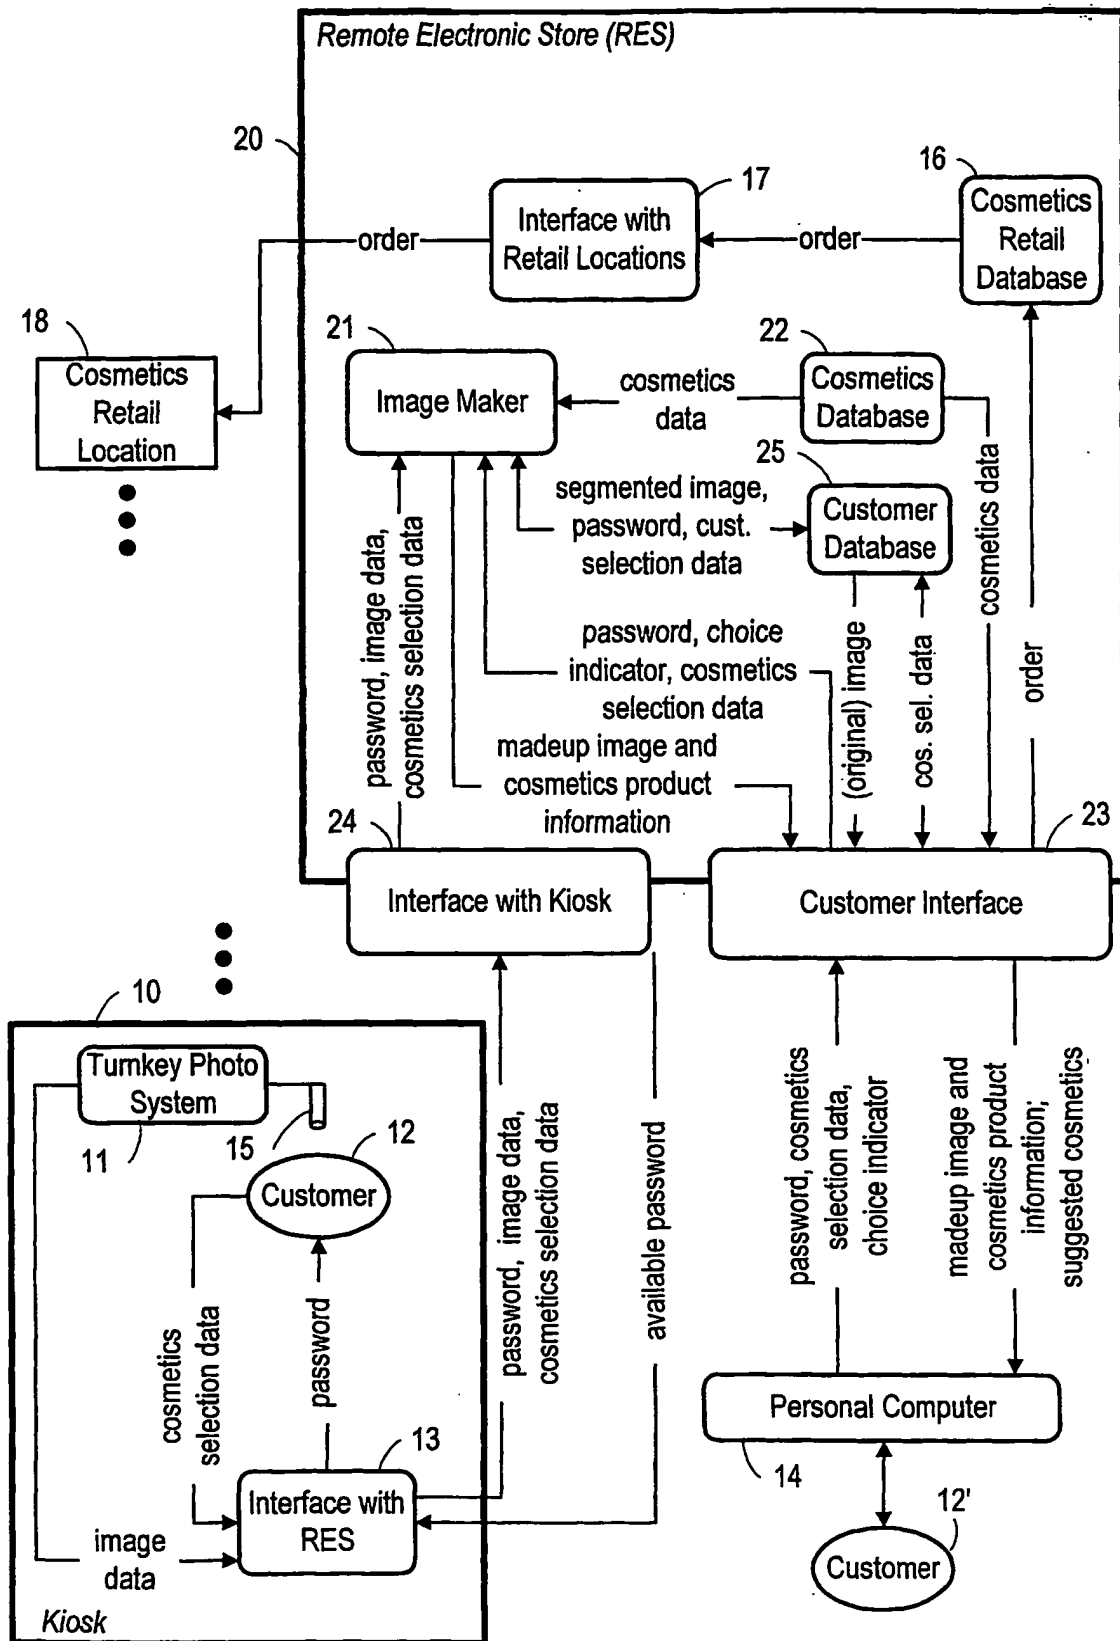 Remote Electronic Store (RES)
20
16
17
Cosmetics
Retail
Database
Interface with
Retail Locations
order
order
18
Cosmetics
Retail
Location
21
Image Maker
cosmetics
data
22
Cosmetics
Database
25
Customer
Database
segmented image,
password, cust.
selection data
password, image data,
cosmetics selection data
password, choice
indicator, cosmetics
selection data
madeup image and
cosmetics product
information
(original) image
cos. sel. data
cosmetics data
order
24
Interface with Kiosk
23
Customer Interface
10
Turnkey Photo
System
11
15
12
Customer
cosmetics
selection data
password
13
Interface with
RES
image
data
Kiosk
password, image data,
cosmetics selection data
available password
password, cosmetics
selection data,
choice indicator
madeup image and
cosmetics product
information;
suggested cosmetics
Personal Computer
14
12'
Customer